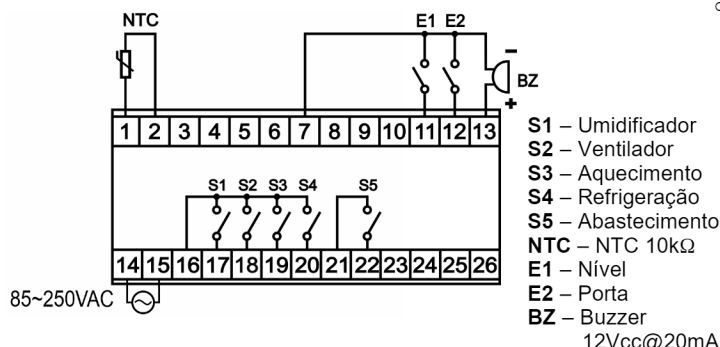 NTC E1 E2
− BZ +
1 2 3 4 5 6 7 8 9 10 11 12 13
S1 S2 S3 S4 S5
14 15 16 17 18 19 20 21 22 23 24 25 26
85~250VAC
S1 – Umidificador
S2 – Ventilador
S3 – Aquecimento
S4 – Refrigeração
S5 – Abastecimento
NTC – NTC 10kΩ
E1 – Nível
E2 – Porta
BZ – Buzzer
12Vcc@20mA